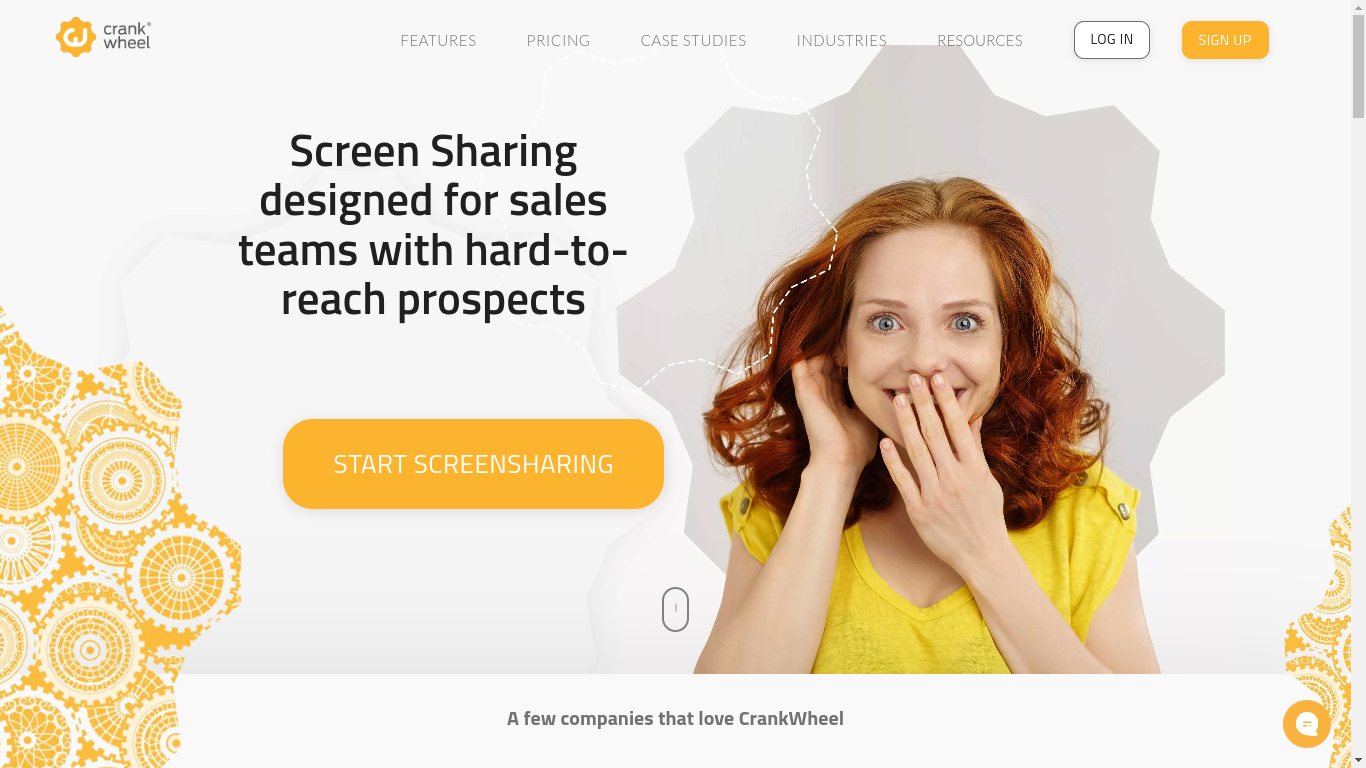 crank®
wheel
FEATURES
PRICING
CASE STUDIES
INDUSTRIES
RESOURCES
LOG IN
SIGN UP
Screen Sharing
designed for sales
teams with hard-to-
reach prospects
START SCREENSHARING
A few companies that love CrankWheel